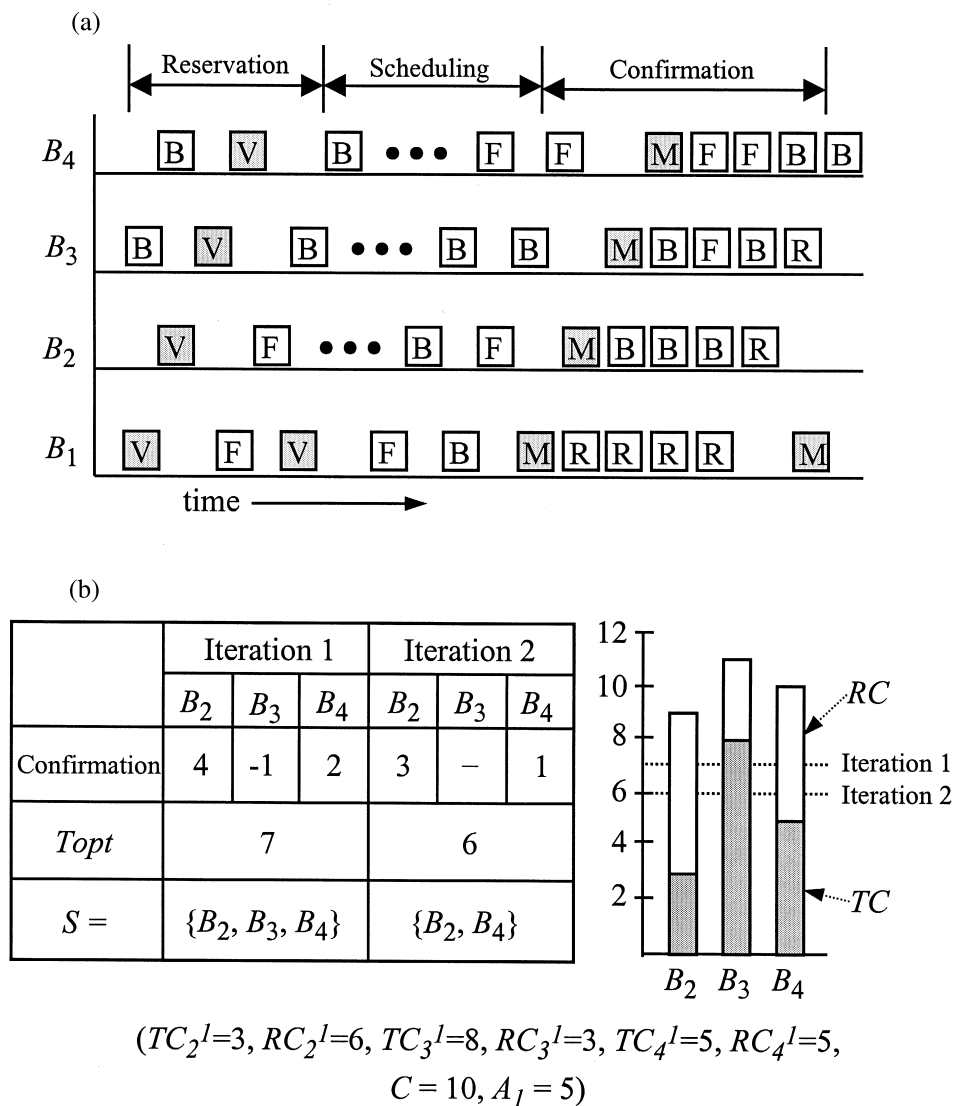 (a)
Reservation Scheduling Confirmation
B4 B V B ••• F F M F F B B
B3 B V B ••• B B M B F B R
B2 V F ••• B F M B B B R
B1 V F V F B M R R R R M
time
(b)
Iteration 1 Iteration 2
B2 B3 B4 B2 B3 B4
Confirmation 4 -1 2 3 – 1
Topt 7 6
S = {B2, B3, B4} {B2, B4}
12
10
8
6
4
2
RC
Iteration 1
Iteration 2
TC
B2 B3 B4
(TC2^1=3, RC2^1=6, TC3^1=8, RC3^1=3, TC4^1=5, RC4^1=5,
C = 10, A1 = 5)